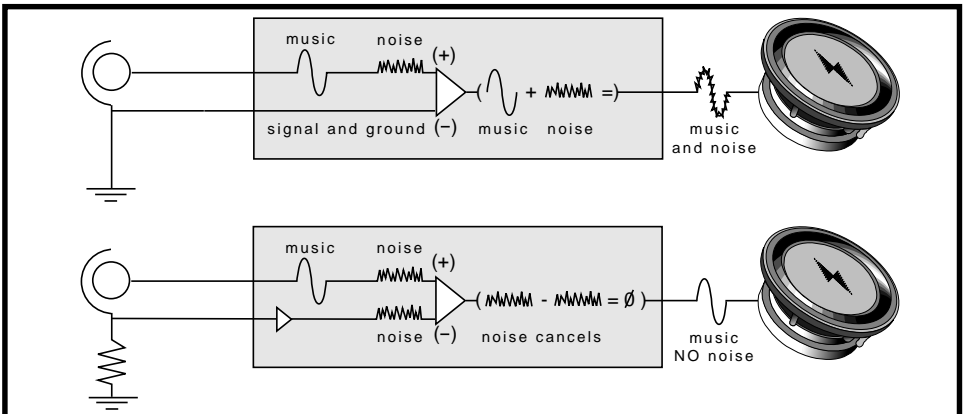 music noise
(+)
( + =)
signal and ground (–) music noise
music
and noise
music noise
(+)
( - = Ø )
noise (–) noise cancels
music
NO noise